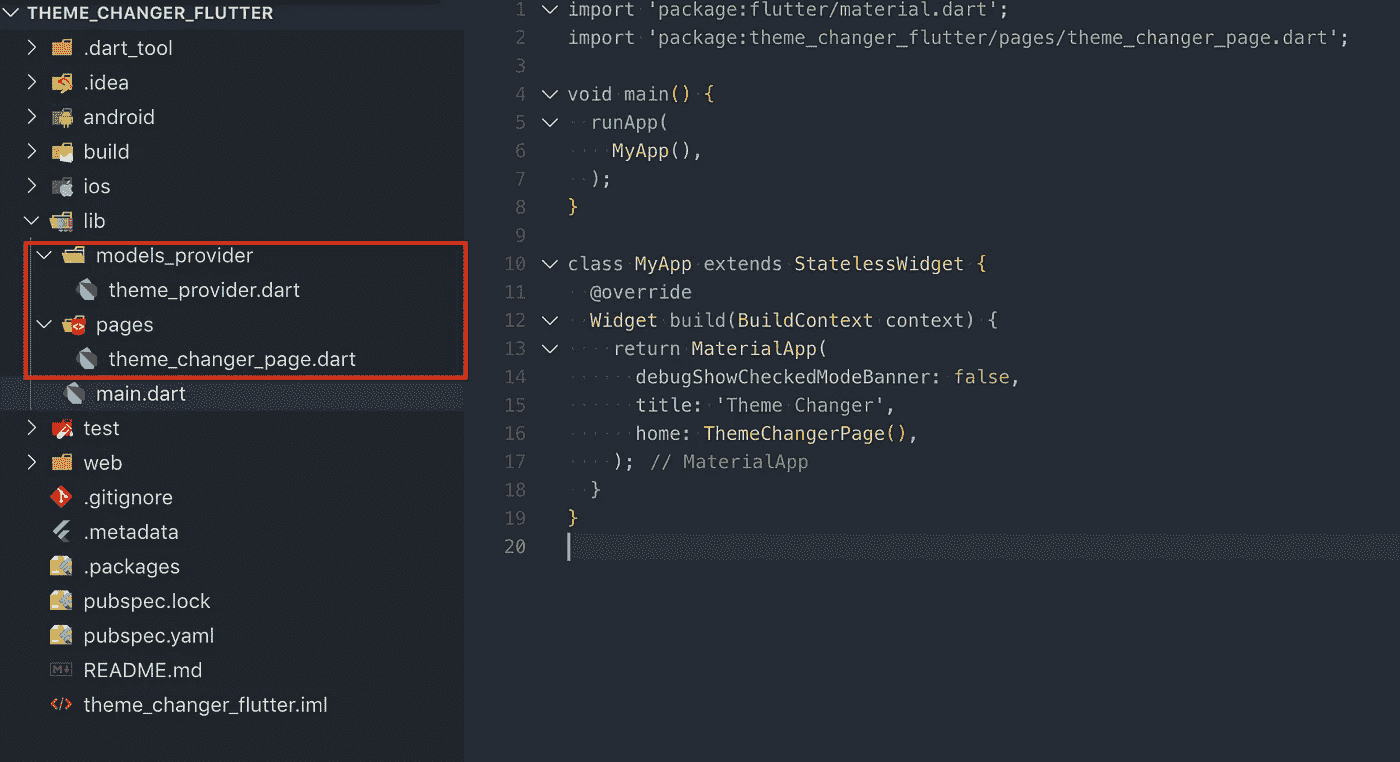 THEME_CHANGER_FLUTTER
.dart_tool
.idea
android
build
ios
lib
models_provider
theme_provider.dart
pages
theme_changer_page.dart
main.dart
test
web
.gitignore
.metadata
.packages
pubspec.lock
pubspec.yaml
README.md
theme_changer_flutter.iml
1 import 'package:flutter/material.dart';
2 import 'package:theme_changer_flutter/pages/theme_changer_page.dart';
3
4 void main() {
5   runApp(
6     MyApp(),
7   );
8 }
9
10 class MyApp extends StatelessWidget {
11   @override
12   Widget build(BuildContext context) {
13     return MaterialApp(
14       debugShowCheckedModeBanner: false,
15       title: 'Theme Changer',
16       home: ThemeChangerPage(),
17     ); // MaterialApp
18   }
19 }
20